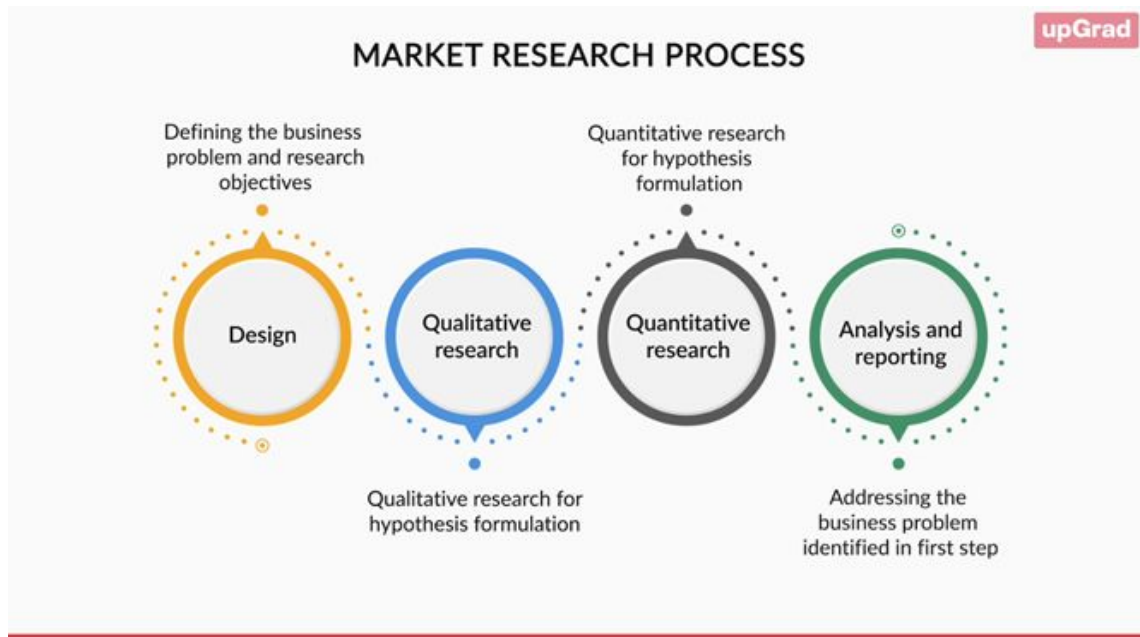 upGrad
MARKET RESEARCH PROCESS
Defining the business
problem and research
objectives
Design
Qualitative
research
Qualitative research for
hypothesis formulation
Quantitative research
for hypothesis
formulation
Quantitative
research
Analysis and
reporting
Addressing the
business problem
identified in first step